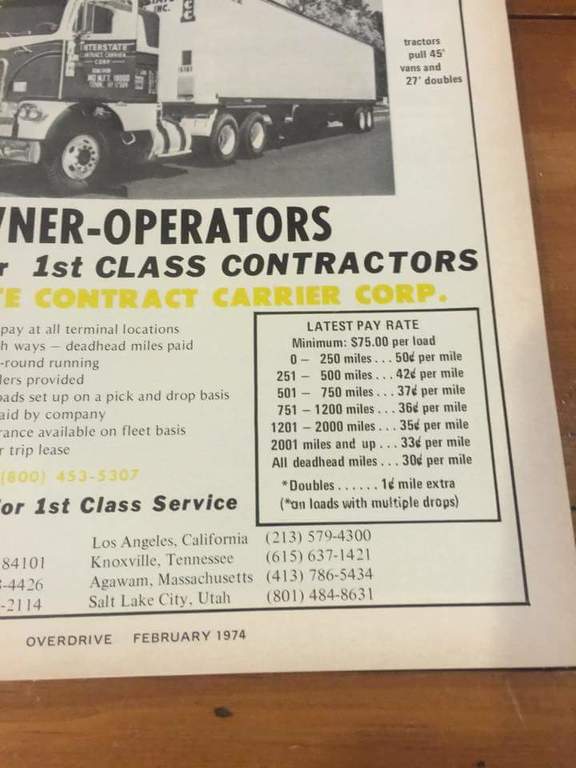 INC.
INTERSTATE
CONTRACT CARRIER
CORP
tractors
pull 45'
vans and
27' doubles
NER-OPERATORS
r 1st CLASS CONTRACTORS
E CONTRACT CARRIER CORP.
pay at all terminal locations
h ways — deadhead miles paid
-round running
lers provided
oads set up on a pick and drop basis
aid by company
rance available on fleet basis
r trip lease
(800) 453-5307
or 1st Class Service
LATEST PAY RATE
Minimum: $75.00 per load
0 – 250 miles . . . 50¢ per mile
251 – 500 miles . . . 42¢ per mile
501 – 750 miles . . . 37¢ per mile
751 – 1200 miles . . . 36¢ per mile
1201 – 2000 miles . . . 35¢ per mile
2001 miles and up . . . 33¢ per mile
All deadhead miles . . . 30¢ per mile
*Doubles . . . . . . 1¢ mile extra
(*on loads with multiple drops)
Los Angeles, California (213) 579-4300
84101 Knoxville, Tennessee (615) 637-1421
-4426 Agawam, Massachusetts (413) 786-5434
-2114 Salt Lake City, Utah (801) 484-8631
OVERDRIVE FEBRUARY 1974